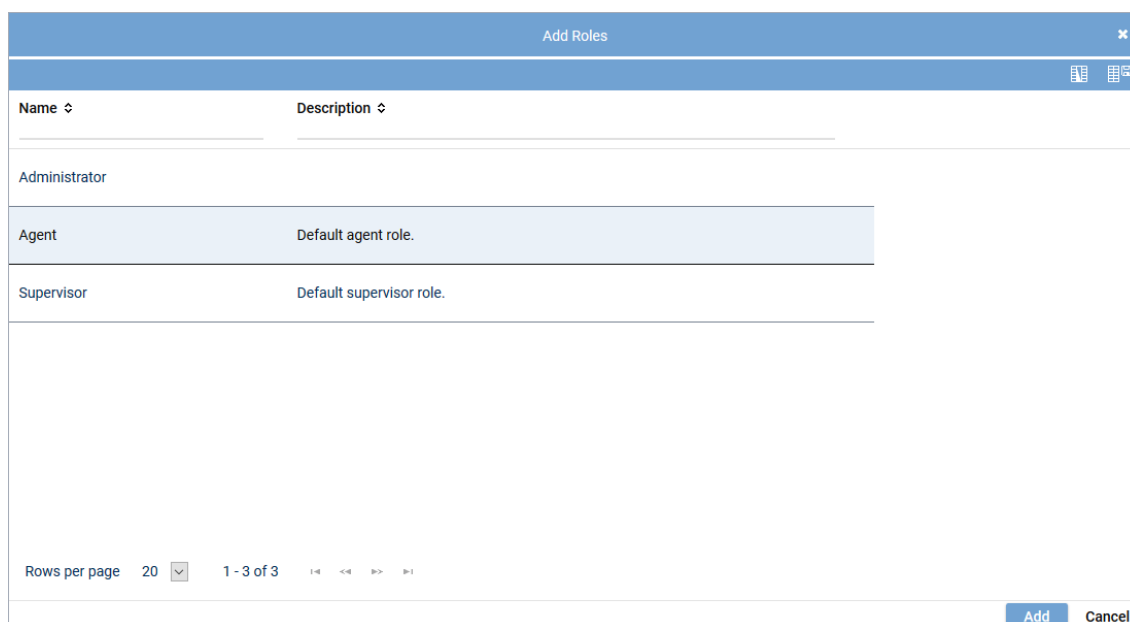 Add Roles
Name Description
Administrator
Agent Default agent role.
Supervisor Default supervisor role.
Rows per page 20 1 - 3 of 3
Add Cancel